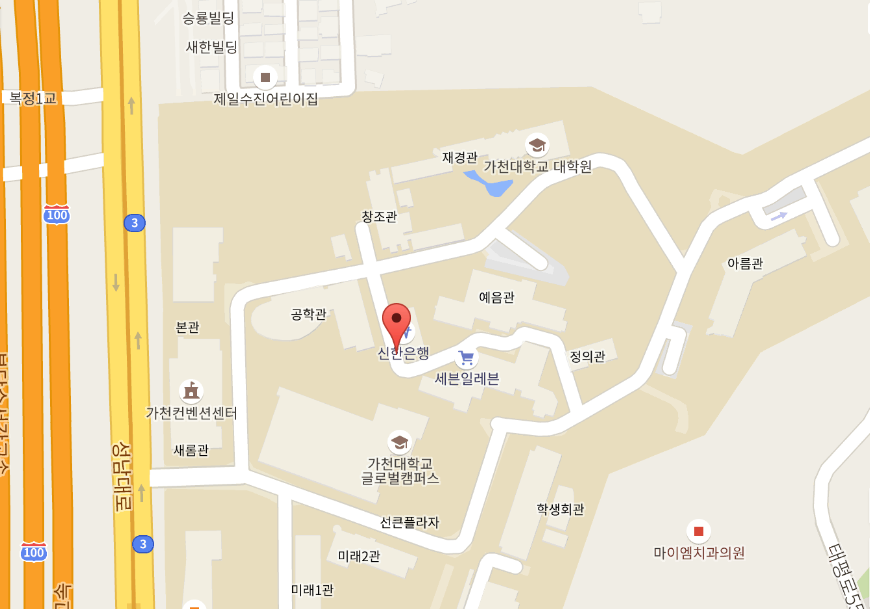 승룡빌딩
새한빌딩
제일수진어린이집
복정1교
재경관
가천대학교 대학원
100
3
창조관
아름관
예음관
공학관
본관
신한은행
정의관
세븐일레븐
가천컨벤션센터
새롬관
성남대로
가천대학교
글로벌캠퍼스
학생회관
선큰플라자
3
100
미래2관
마이엠치과의원
미래1관